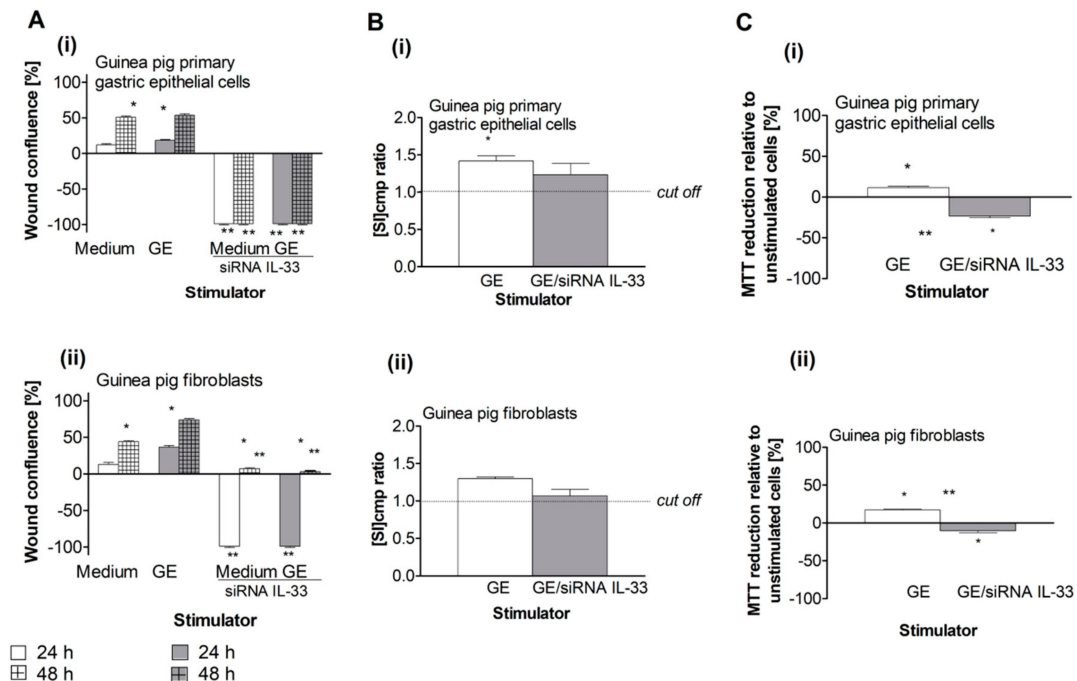 A
(i)
Guinea pig primary
gastric epithelial cells
Wound confluence [%]
100
50
0
-50
-100
* *
** ** ** **
Medium GE Medium GE
siRNA IL-33
Stimulator
(ii)
Guinea pig fibroblasts
Wound confluence [%]
100
50
0
-50
-100
* * * ** * **
** **
Medium GE Medium GE
siRNA IL-33
Stimulator
24 h
48 h
24 h
48 h
B
(i)
Guinea pig primary
gastric epithelial cells
[SI]cmp ratio
2.0
1.5
1.0
0.5
0.0
*
cut off
GE GE/siRNA IL-33
Stimulator
(ii)
Guinea pig fibroblasts
[SI]cmp ratio
2.0
1.5
1.0
0.5
0.0
cut off
GE GE/siRNA IL-33
Stimulator
C
(i)
Guinea pig primary
gastric epithelial cells
MTT reduction relative to
unstimulated cells [%]
100
50
0
-50
-100
*
** *
GE GE/siRNA IL-33
Stimulator
(ii)
Guinea pig fibroblasts
MTT reduction relative to
unstimulated cells [%]
100
50
0
-50
-100
* **
*
GE GE/siRNA IL-33
Stimulator